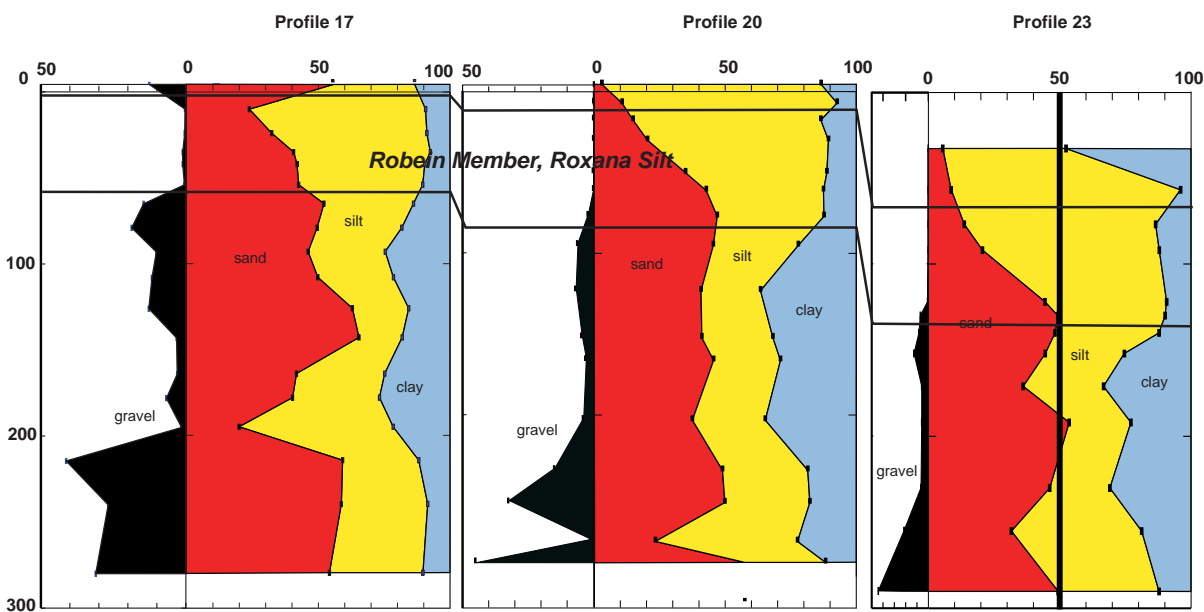 Profile 17 Profile 20 Profile 23
50 0 50 100 50 0 50 100 0 50 100
0
Robein Member, Roxana Silt
silt
sand sand silt
100
clay
sand
silt
clay clay
gravel
gravel
200
gravel
300